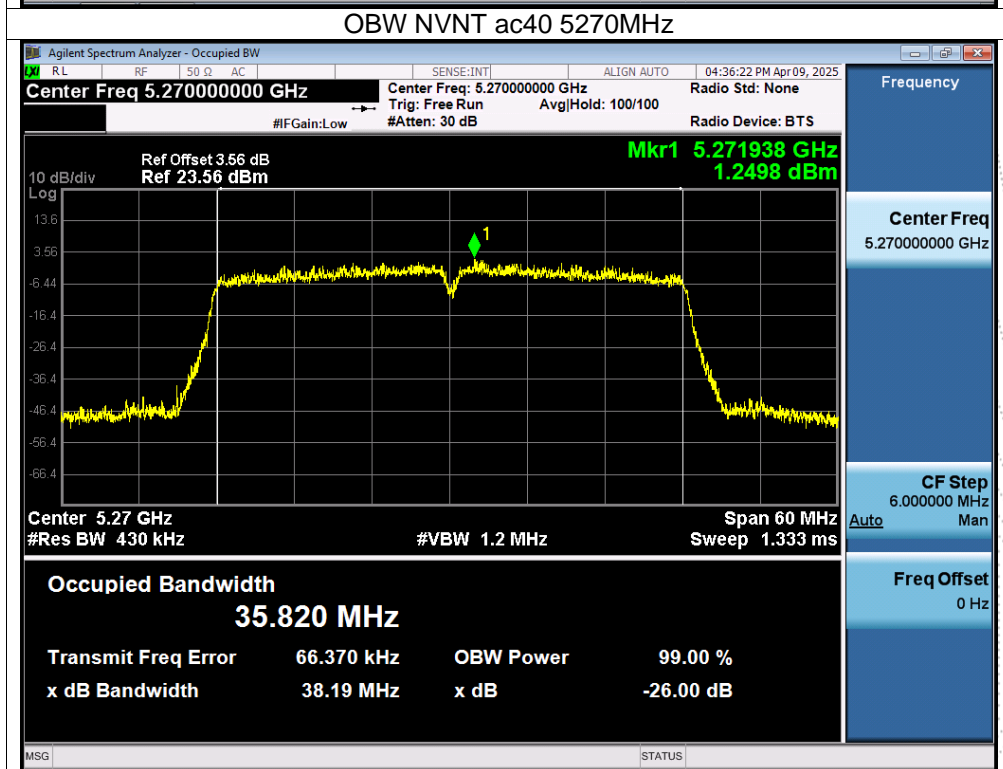 OBW NVNT ac40 5270MHz
Agilent Spectrum Analyzer - Occupied BW
LXI RL RF 50 Ω AC SENSE:INT ALIGN AUTO 04:36:22 PM Apr 09, 2025
Center Freq 5.270000000 GHz
#IFGain:Low
Center Freq: 5.270000000 GHz
Trig: Free Run Avg|Hold: 100/100
#Atten: 30 dB
Radio Std: None
Radio Device: BTS
Mkr1 5.271938 GHz
1.2498 dBm
Ref Offset 3.56 dB
10 dB/div Ref 23.56 dBm
Log
13.6
3.56
-6.44
-16.4
-26.4
-36.4
-46.4
-56.4
-66.4
1
Center 5.27 GHz Span 60 MHz
#Res BW 430 kHz #VBW 1.2 MHz Sweep 1.333 ms
Occupied Bandwidth
35.820 MHz
Transmit Freq Error 66.370 kHz OBW Power 99.00 %
x dB Bandwidth 38.19 MHz x dB -26.00 dB
Frequency
Center Freq
5.270000000 GHz
CF Step
6.000000 MHz
Auto Man
Freq Offset
0 Hz
MSG STATUS